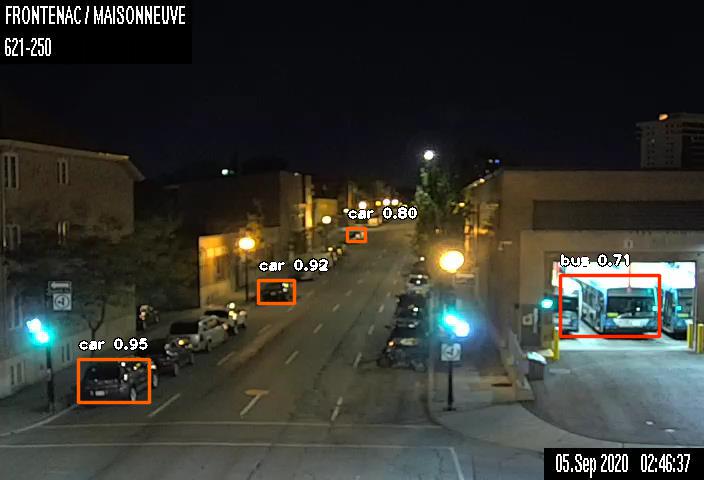 FRONTENAC / MAISONNEUVE
621-250
car 0.80
car 0.92
bus 0.71
car 0.95
05.Sep 2020 02:46:37